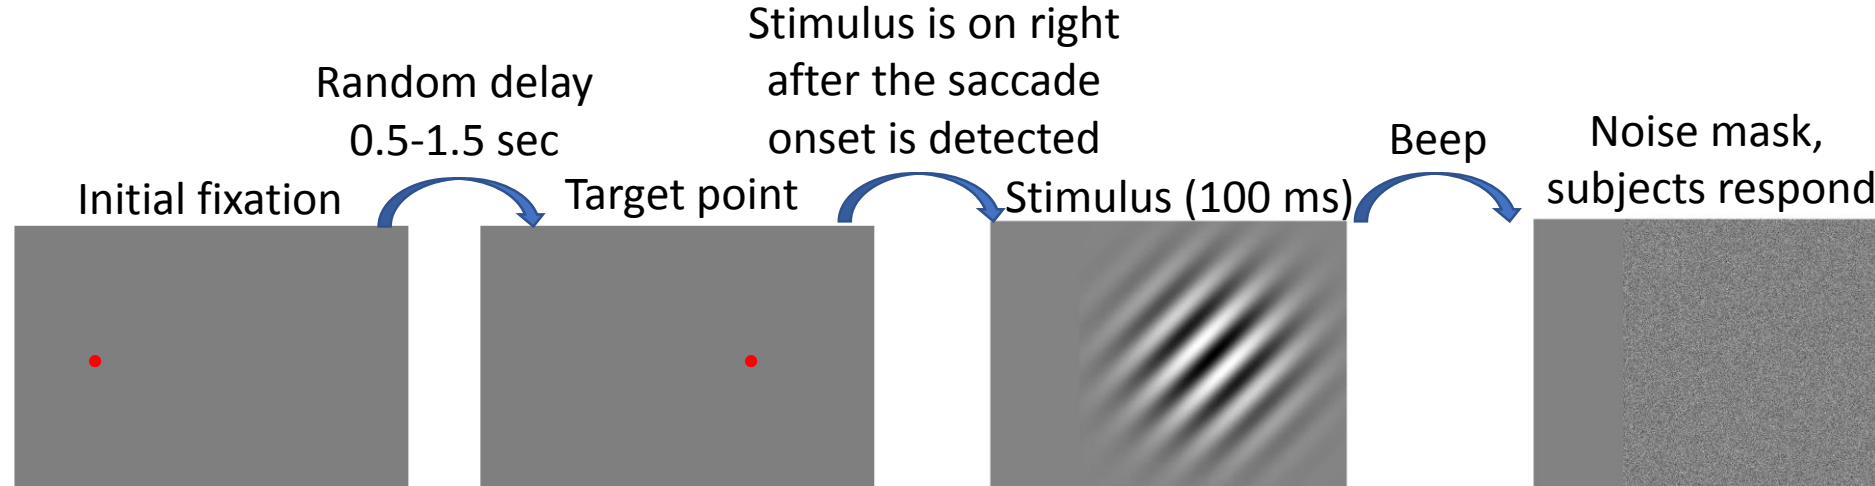 Initial fixation
Random delay
0.5-1.5 sec
Target point
Stimulus is on right
after the saccade
onset is detected
Stimulus (100 ms)
Beep
Noise mask,
subjects respond